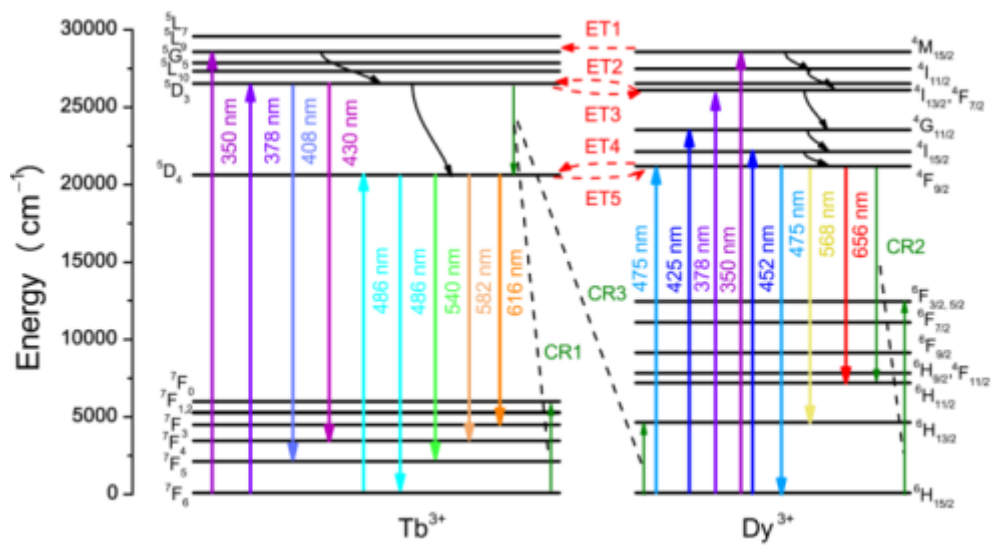 Energy (cm⁻¹)
30000
25000
20000
15000
10000
5000
0
⁵L₇
⁵L₉
⁵G₅
⁵L₁₀
⁵D₃
⁵D₄
⁷F₀
⁷F₁,₂
⁷F₃
⁷F₄
⁷F₅
⁷F₆
350 nm
378 nm
408 nm
430 nm
486 nm
486 nm
540 nm
582 nm
616 nm
CR1
CR3
ET1
ET2
ET3
ET4
ET5
475 nm
425 nm
378 nm
350 nm
452 nm
475 nm
568 nm
656 nm
CR2
⁴M₁₅/₂
⁴I₁₁/₂
⁴I₁₃/₂,⁴F₇/₂
⁴G₁₁/₂
⁴I₁₅/₂
⁴F₉/₂
⁶F₃/₂, ₅/₂
⁶F₇/₂
⁶F₉/₂
⁶H₉/₂,⁴F₁₁/₂
⁶H₁₁/₂
⁶H₁₃/₂
⁶H₁₅/₂
Tb³⁺
Dy³⁺